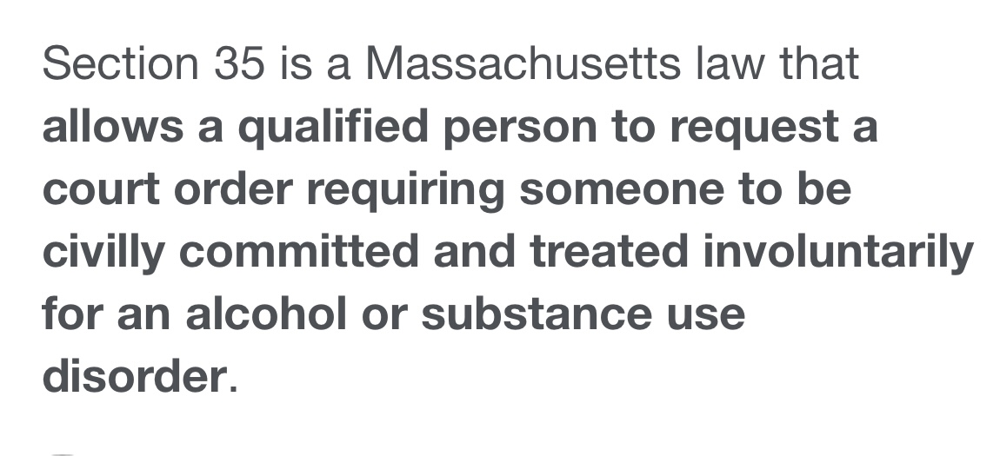 Section 35 is a Massachusetts law that
allows a qualified person to request a
court order requiring someone to be
civilly committed and treated involuntarily
for an alcohol or substance use
disorder.